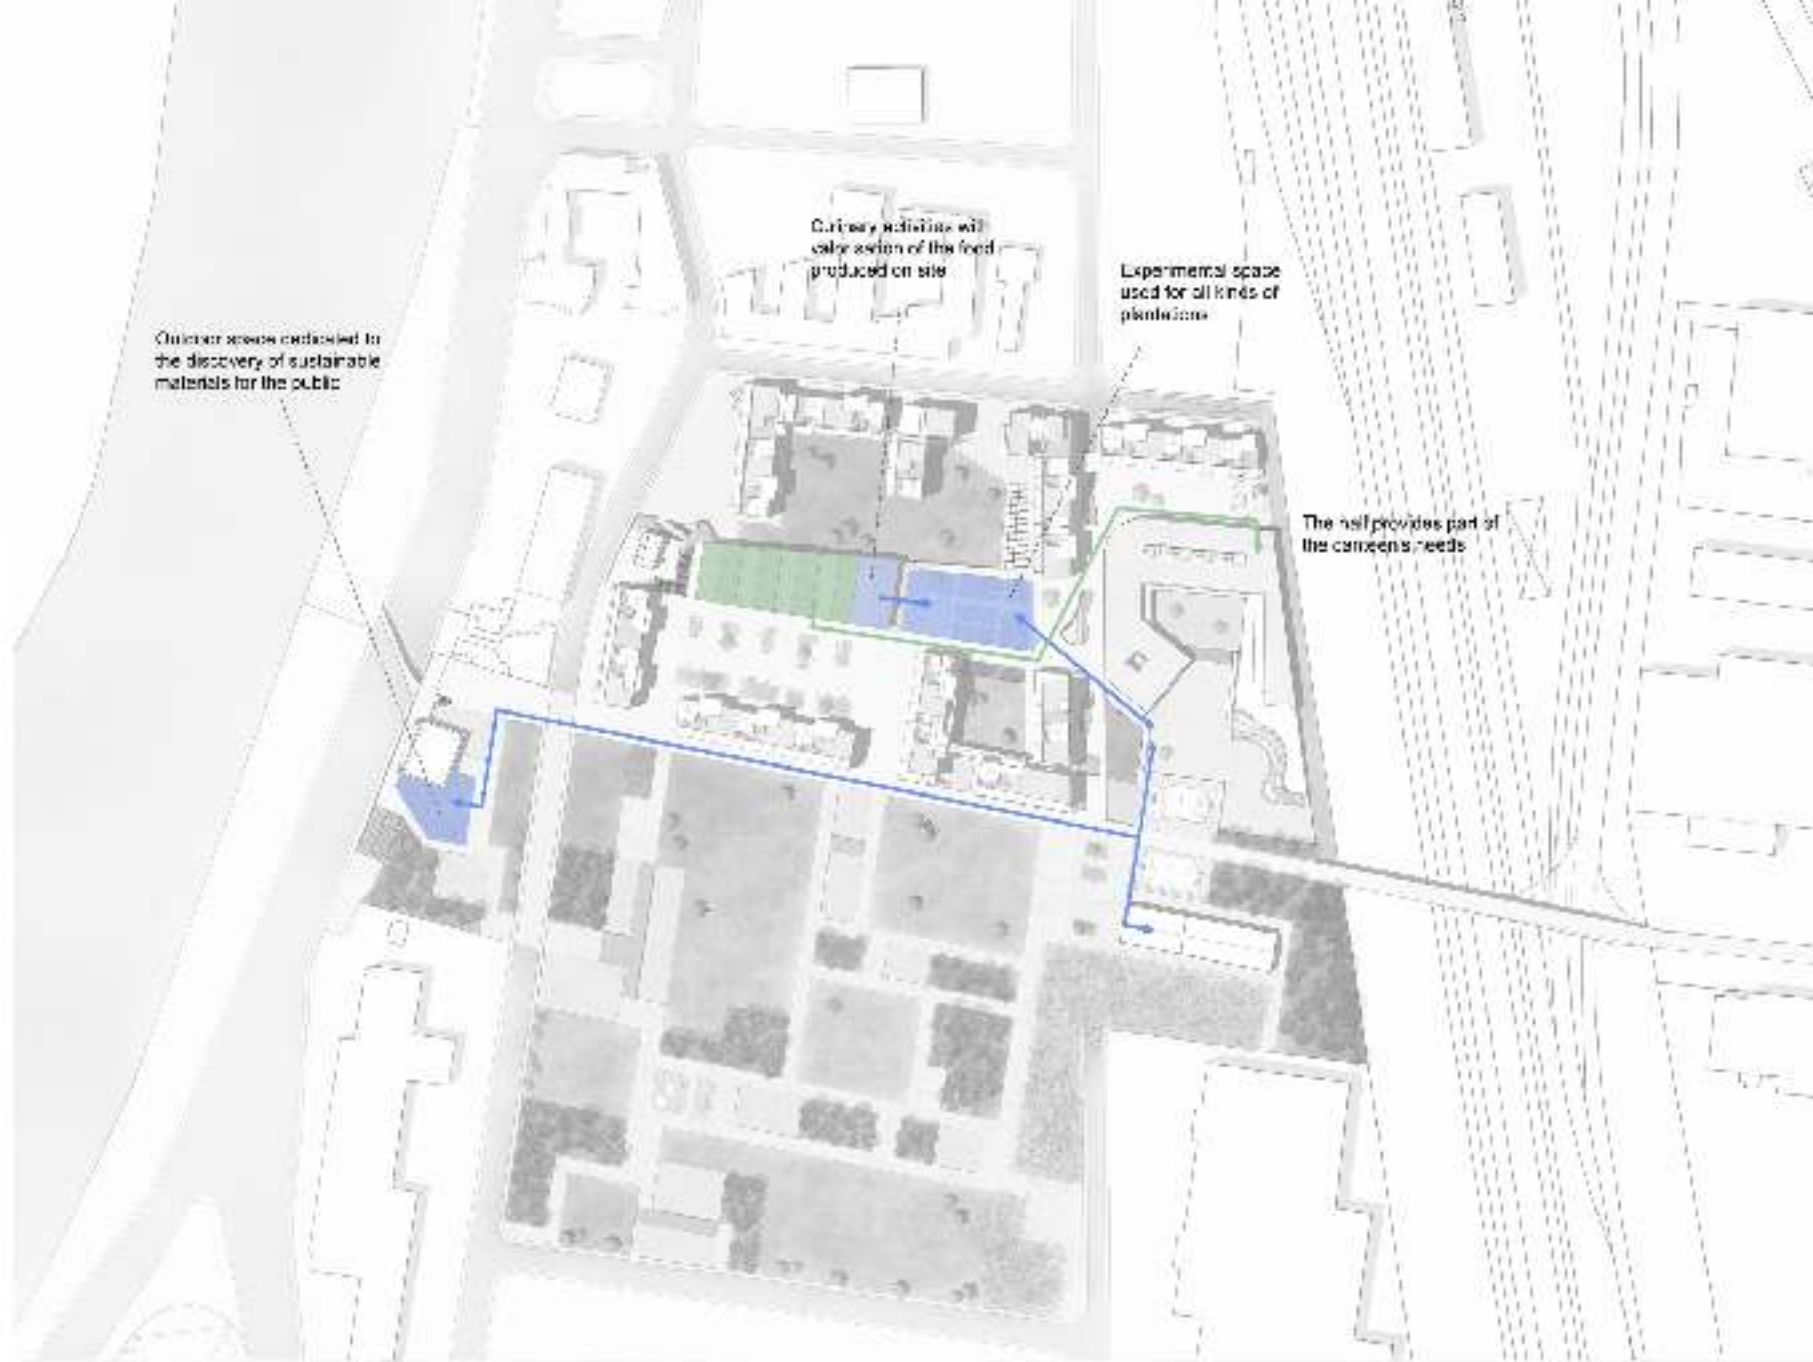 Culinary activities with
valorisation of the food
produced on site
Experimental space
used for all kinds of
plantations
Outdoor space dedicated to
the discovery of sustainable
materials for the public
The hall provides part of
the canteen's needs